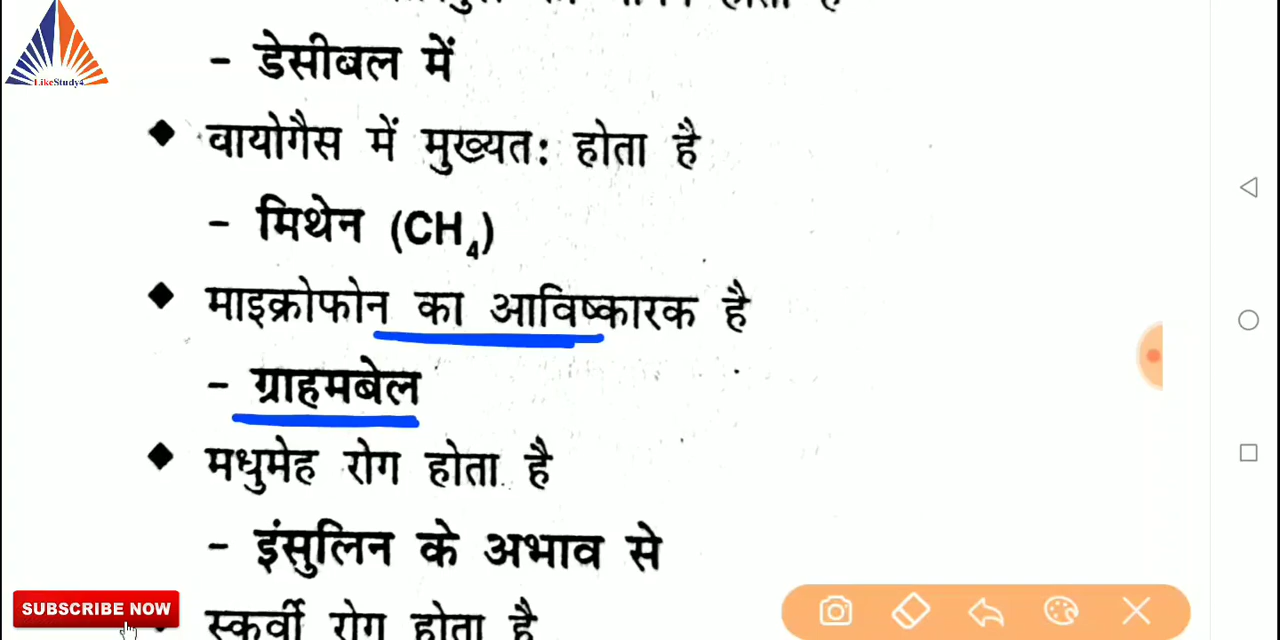 होता है
LikeStudy4
- डेसीबल में
◆ वायोगैस में मुख्यतः होता है
- मिथेन (CH₄)
◆ माइक्रोफोन का आविष्कारक है
- ग्राहमबेल
◆ मधुमेह रोग होता है
- इंसुलिन के अभाव से
स्कर्वी रोग होता है
SUBSCRIBE NOW